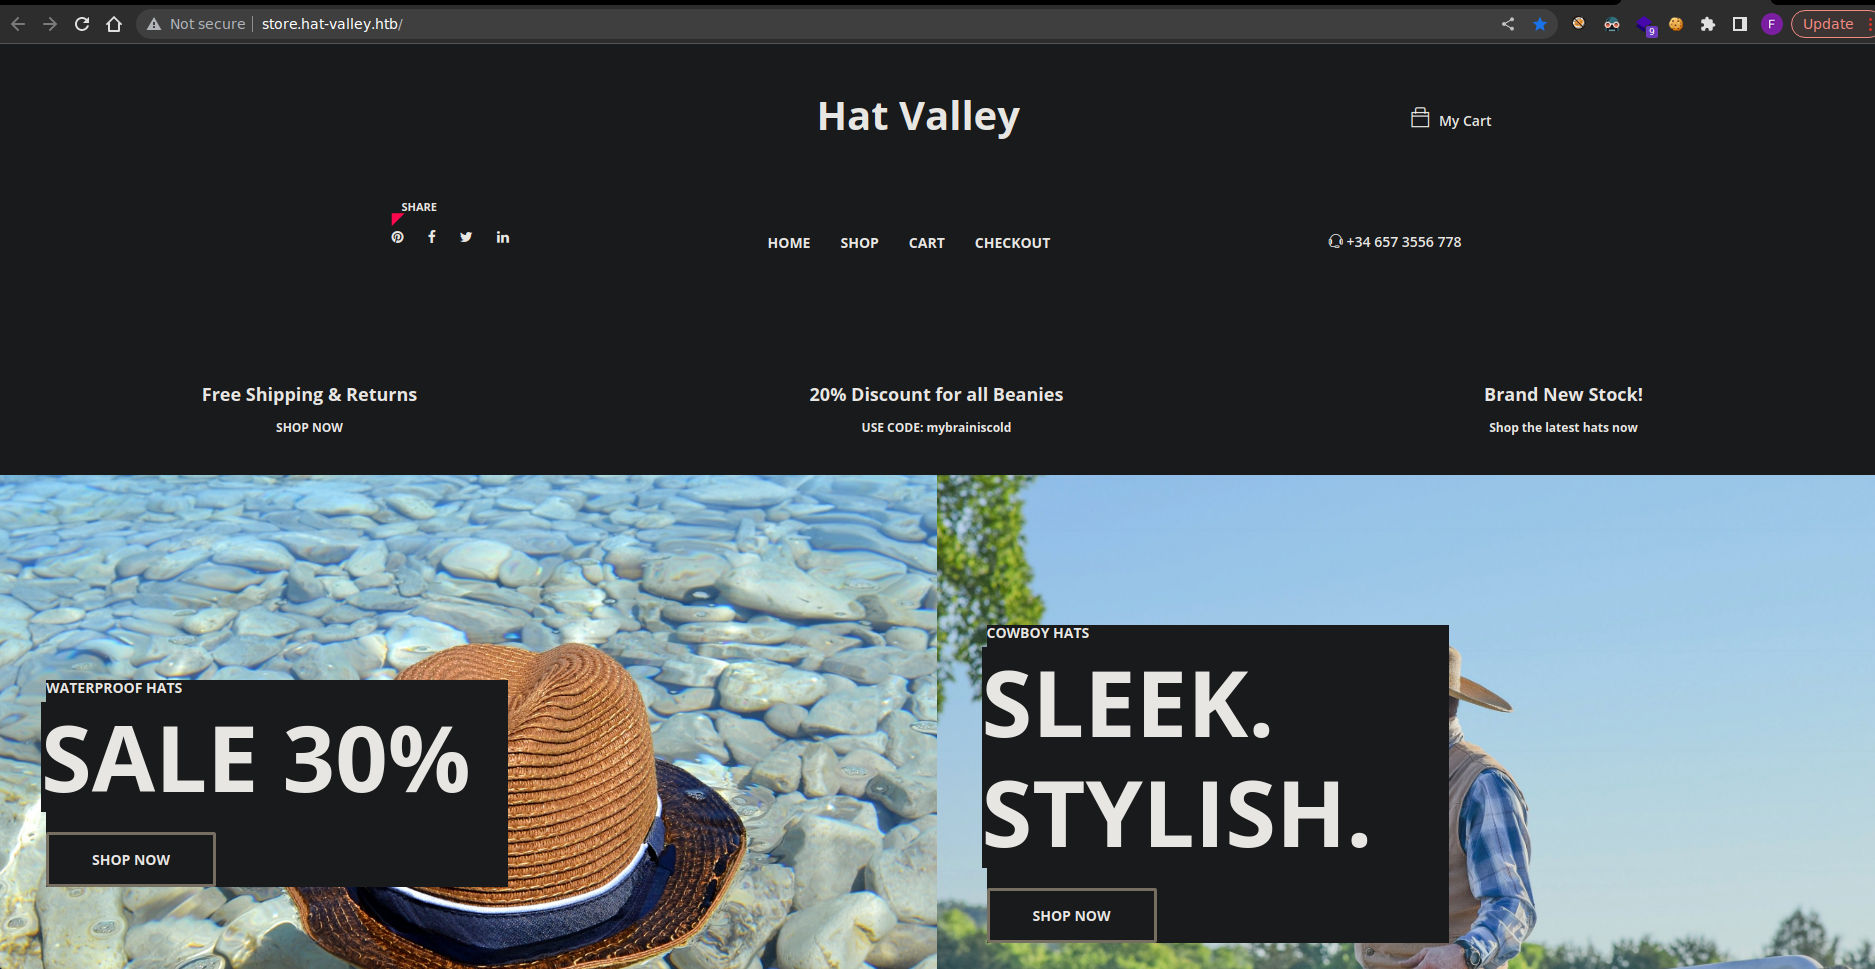 Not secure
store.hat-valley.htb/
9
F
Update
Hat Valley
My Cart
SHARE
HOME SHOP CART CHECKOUT
+34 657 3556 778
Free Shipping & Returns
SHOP NOW
20% Discount for all Beanies
USE CODE: mybrainiscold
Brand New Stock!
Shop the latest hats now
WATERPROOF HATS
SALE 30%
SHOP NOW
COWBOY HATS
SLEEK.
STYLISH.
SHOP NOW